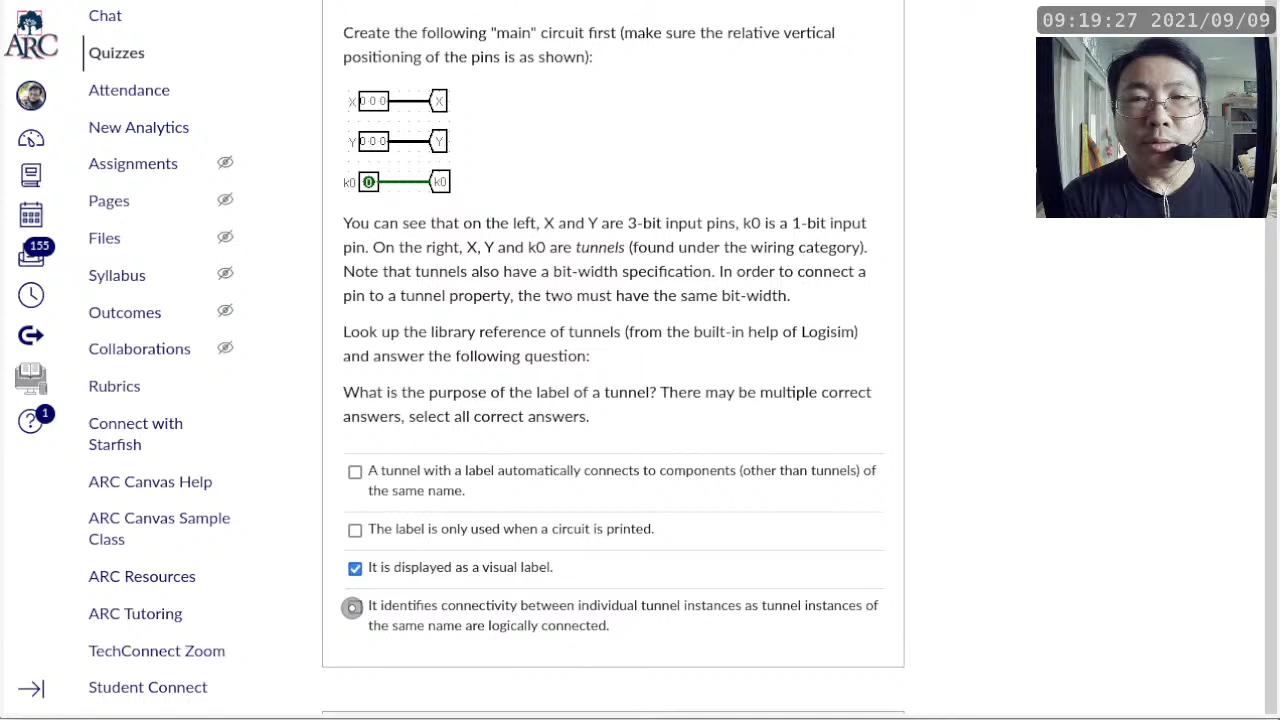 09:19:27 2021/09/09
ARC
155
1
Chat
Quizzes
Attendance
New Analytics
Assignments
Pages
Files
Syllabus
Outcomes
Collaborations
Rubrics
Connect with
Starfish
ARC Canvas Help
ARC Canvas Sample
Class
ARC Resources
ARC Tutoring
TechConnect Zoom
Student Connect
Create the following "main" circuit first (make sure the relative vertical
positioning of the pins is as shown):
X 0 0 0 X
Y 0 0 0 Y
k0 0 k0
You can see that on the left, X and Y are 3-bit input pins, k0 is a 1-bit input
pin. On the right, X, Y and k0 are tunnels (found under the wiring category).
Note that tunnels also have a bit-width specification. In order to connect a
pin to a tunnel property, the two must have the same bit-width.
Look up the library reference of tunnels (from the built-in help of Logisim)
and answer the following question:
What is the purpose of the label of a tunnel? There may be multiple correct
answers, select all correct answers.
A tunnel with a label automatically connects to components (other than tunnels) of
the same name.
The label is only used when a circuit is printed.
It is displayed as a visual label.
It identifies connectivity between individual tunnel instances as tunnel instances of
the same name are logically connected.